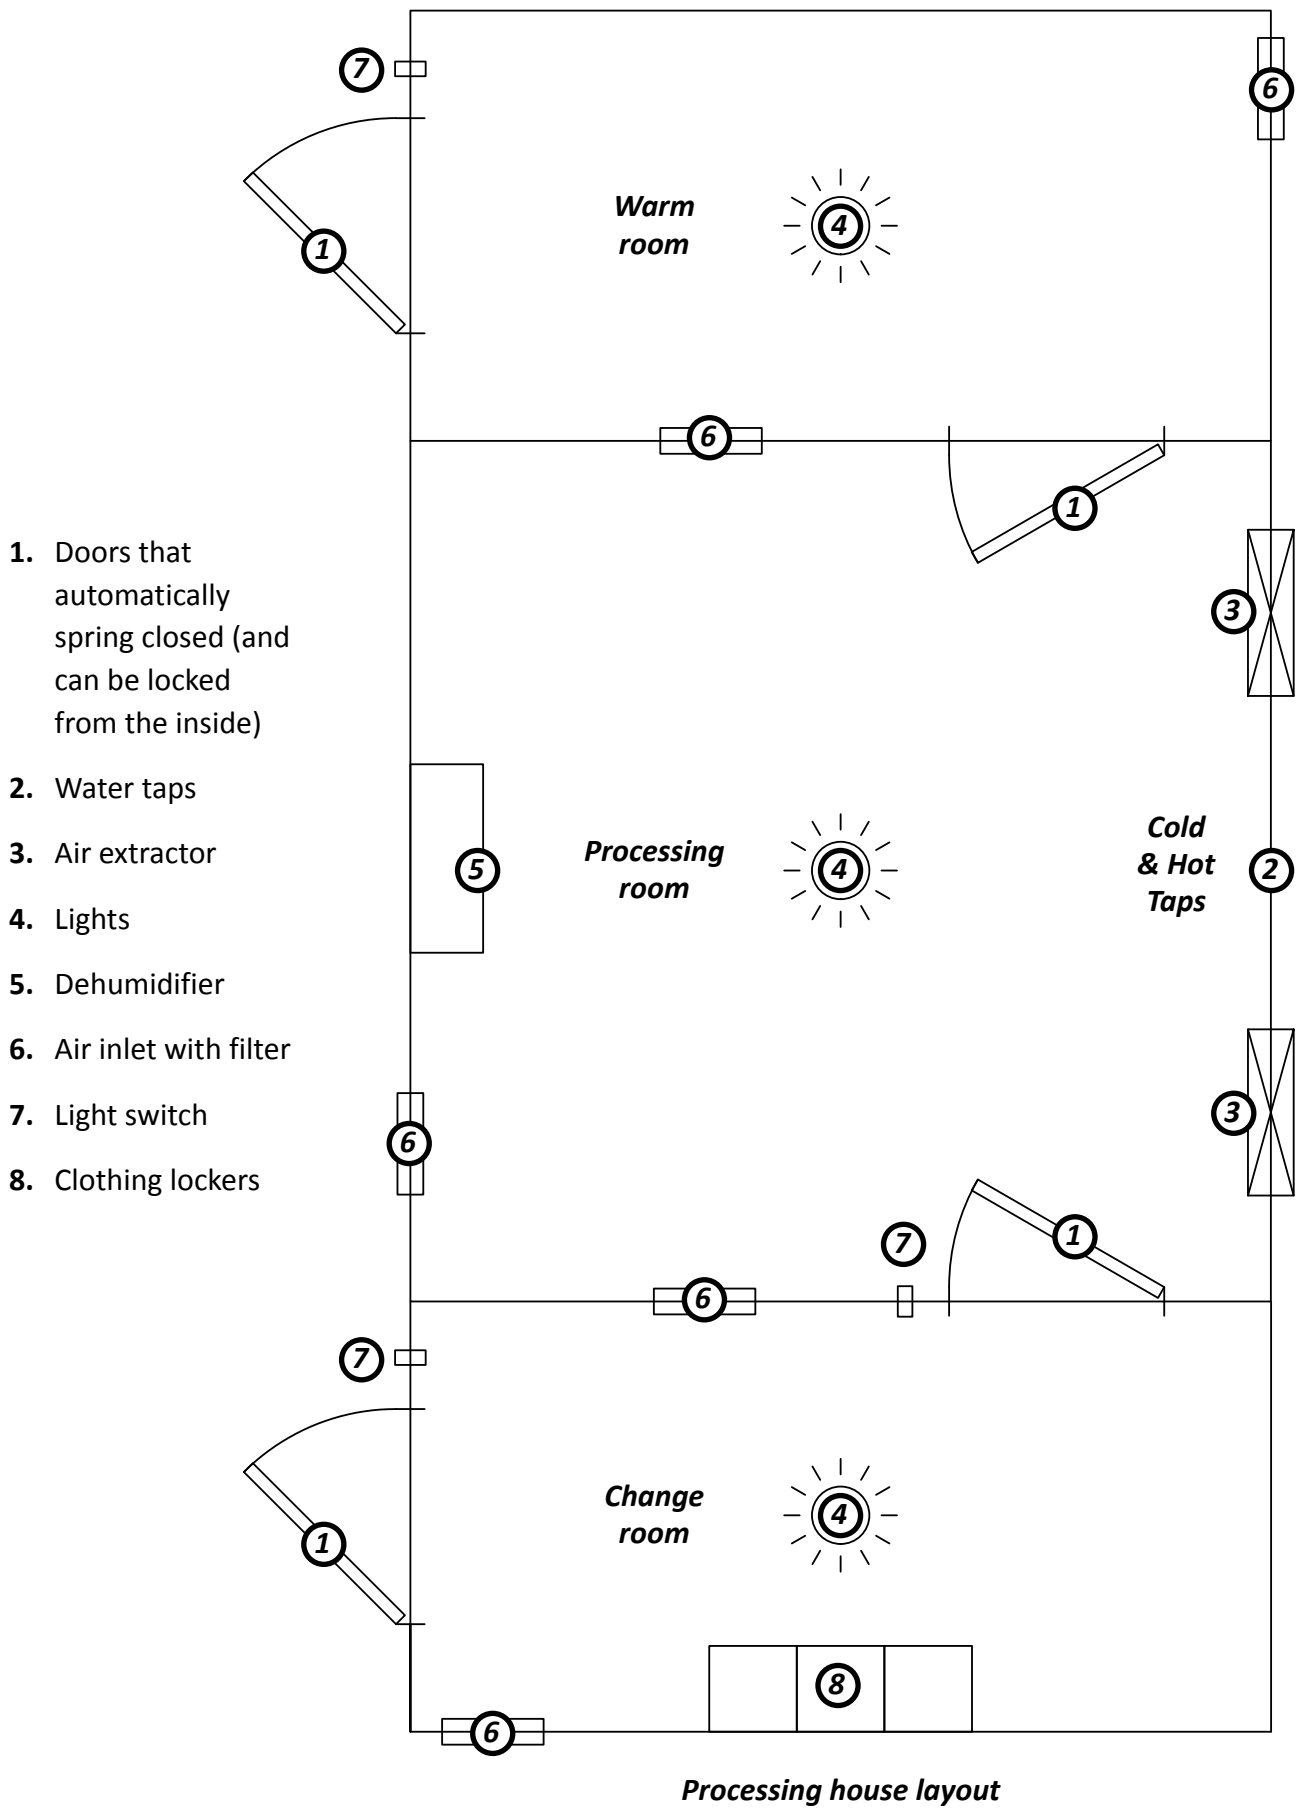 7
6
Warm
room
4
1
6
1
1. Doors that
automatically
spring closed (and
can be locked
from the inside)
2. Water taps
3. Air extractor
4. Lights
5. Dehumidifier
6. Air inlet with filter
7. Light switch
8. Clothing lockers
3
5
Processing
room
4
Cold
& Hot
Taps
2
6
3
7
1
6
7
1
Change
room
4
8
6
Processing house layout